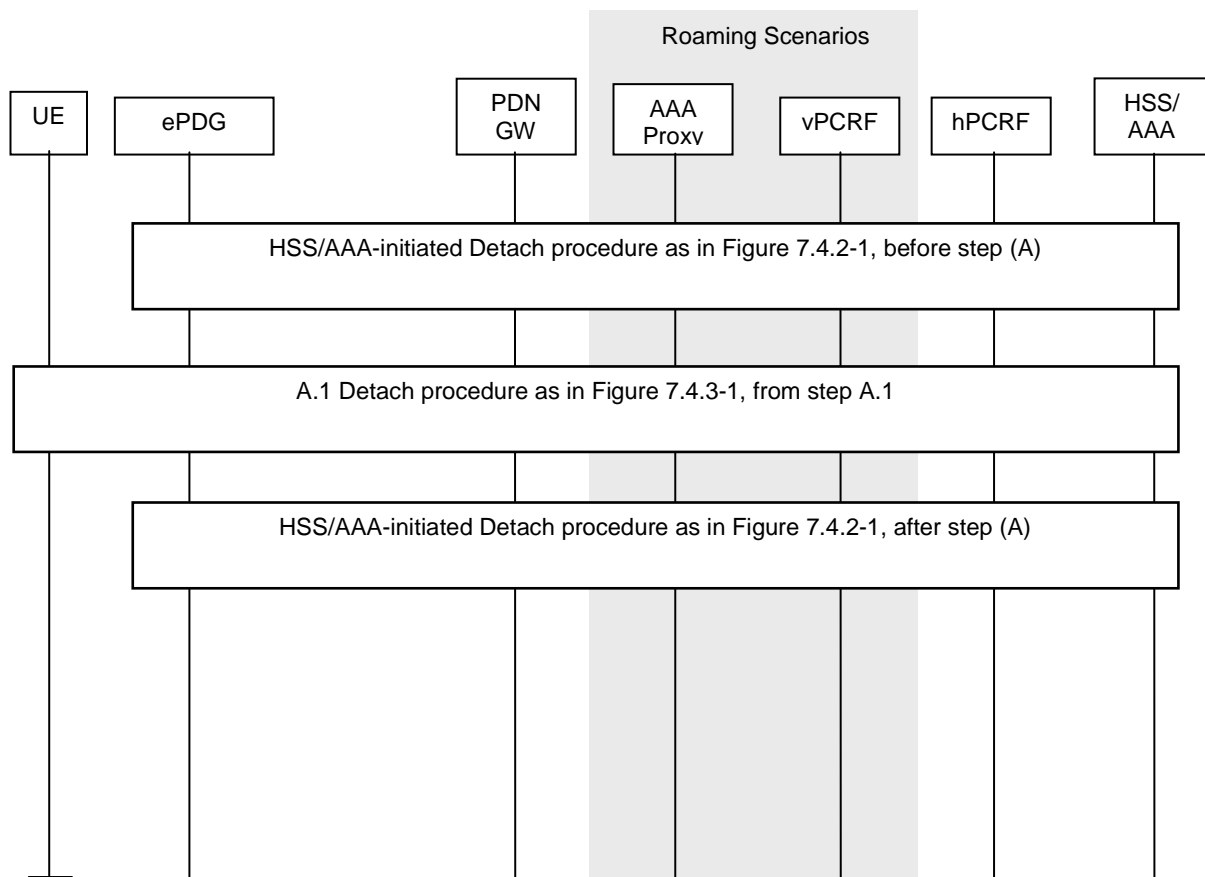 Roaming Scenarios
UE
ePDG
PDN
GW
AAA
Proxy
vPCRF
hPCRF
HSS/
AAA
HSS/AAA-initiated Detach procedure as in Figure 7.4.2-1, before step (A)
A.1 Detach procedure as in Figure 7.4.3-1, from step A.1
HSS/AAA-initiated Detach procedure as in Figure 7.4.2-1, after step (A)